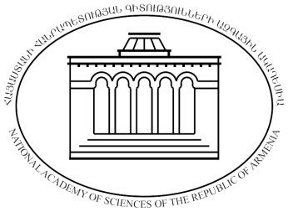 ՀԱՅԱՍՏԱՆԻ ՀԱՆՐԱՊԵՏՈՒԹՅԱՆ ԳԻՏՈՒԹՅՈՒՆՆԵՐԻ ԱԶԳԱՅԻՆ ԱԿԱԴԵՄԻԱ
NATIONAL ACADEMY OF SCIENCES OF THE REPUBLIC OF ARMENIA